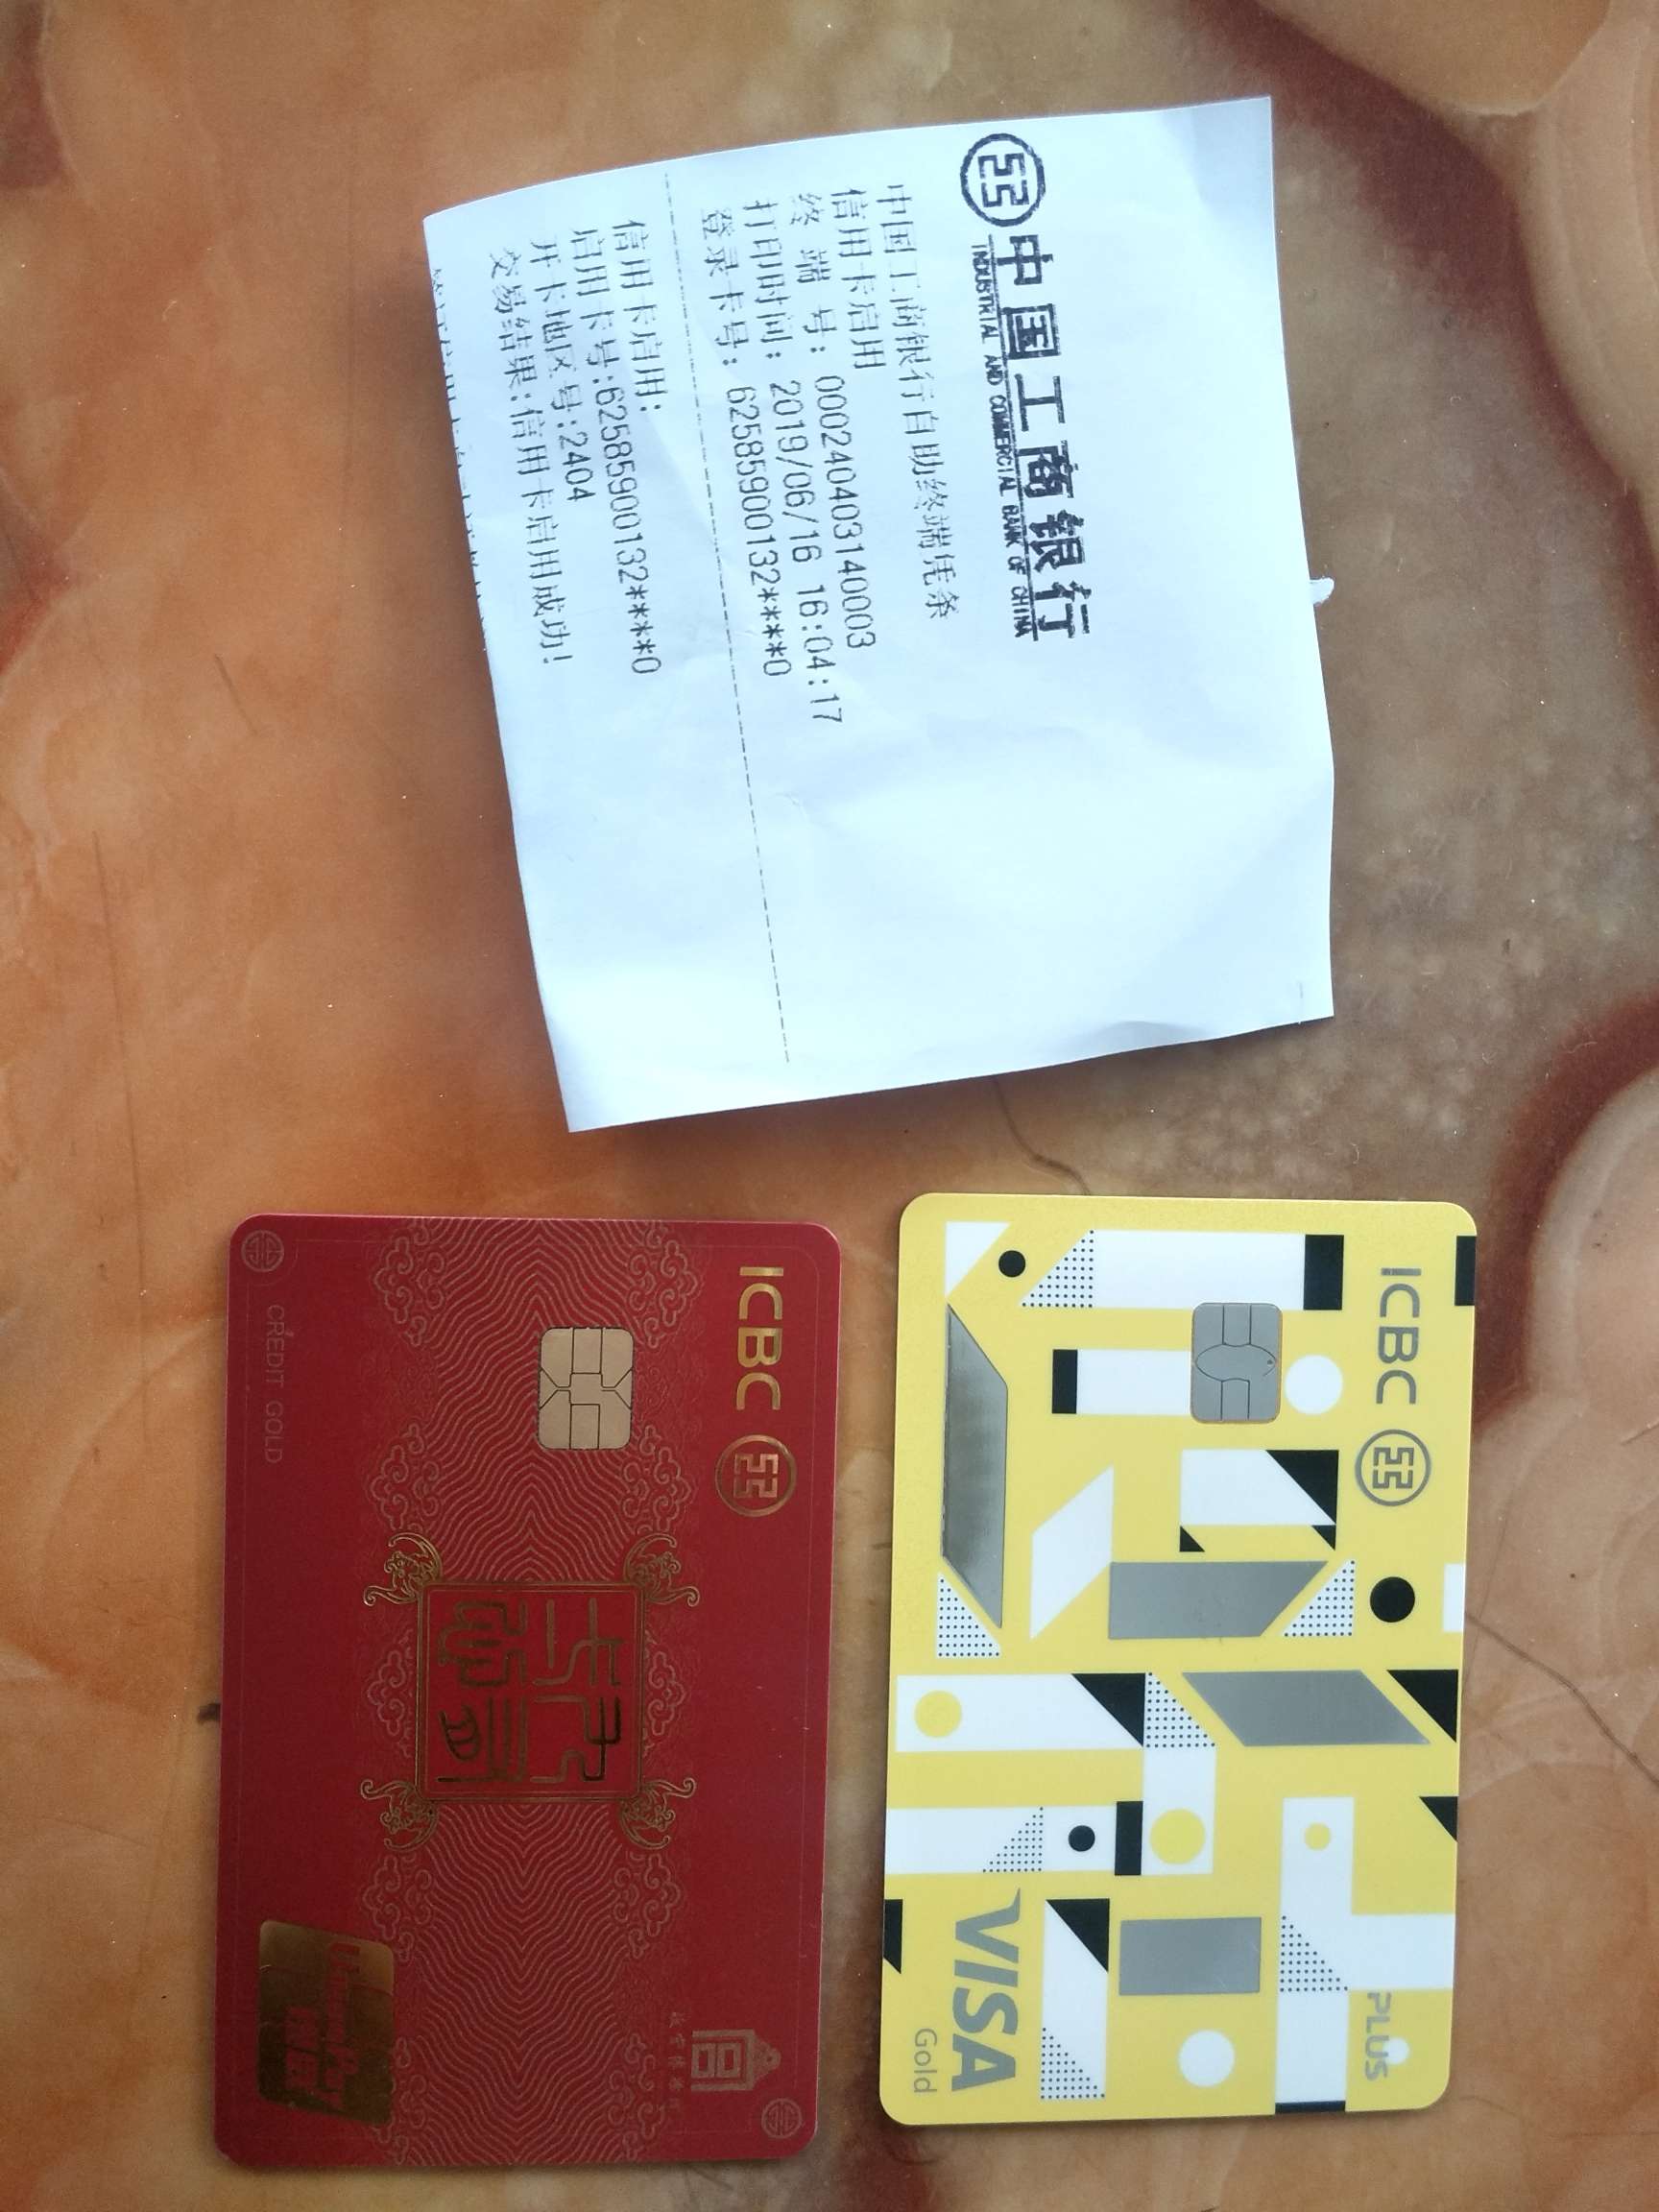 中国工商银行
INDUSTRIAL AND COMMERCIAL BANK OF CHINA
中国工商银行自助终端凭条
信用卡启用
终 端 号: 000240403140003
打印时间: 2019/06/16 16:04:17
登录卡号: 62585900132****0
信用卡启用:
启用卡号:62585900132****0
开卡地区号:2404
交易结果:信用卡启用成功!
ICBC
PLUS
VISA
Gold
ICBC
CREDIT GOLD
UnionPay
银联